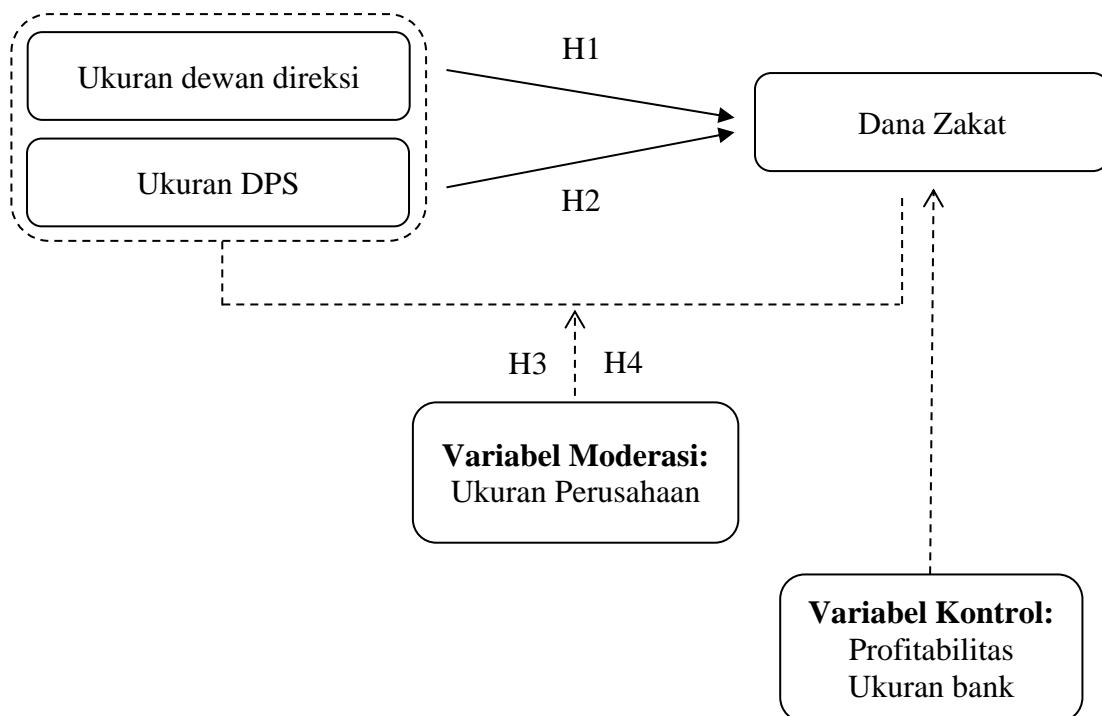 Ukuran dewan direksi
H1
Dana Zakat
Ukuran DPS
H2
H3 H4
Variabel Moderasi:
Ukuran Perusahaan
Variabel Kontrol:
Profitabilitas
Ukuran bank